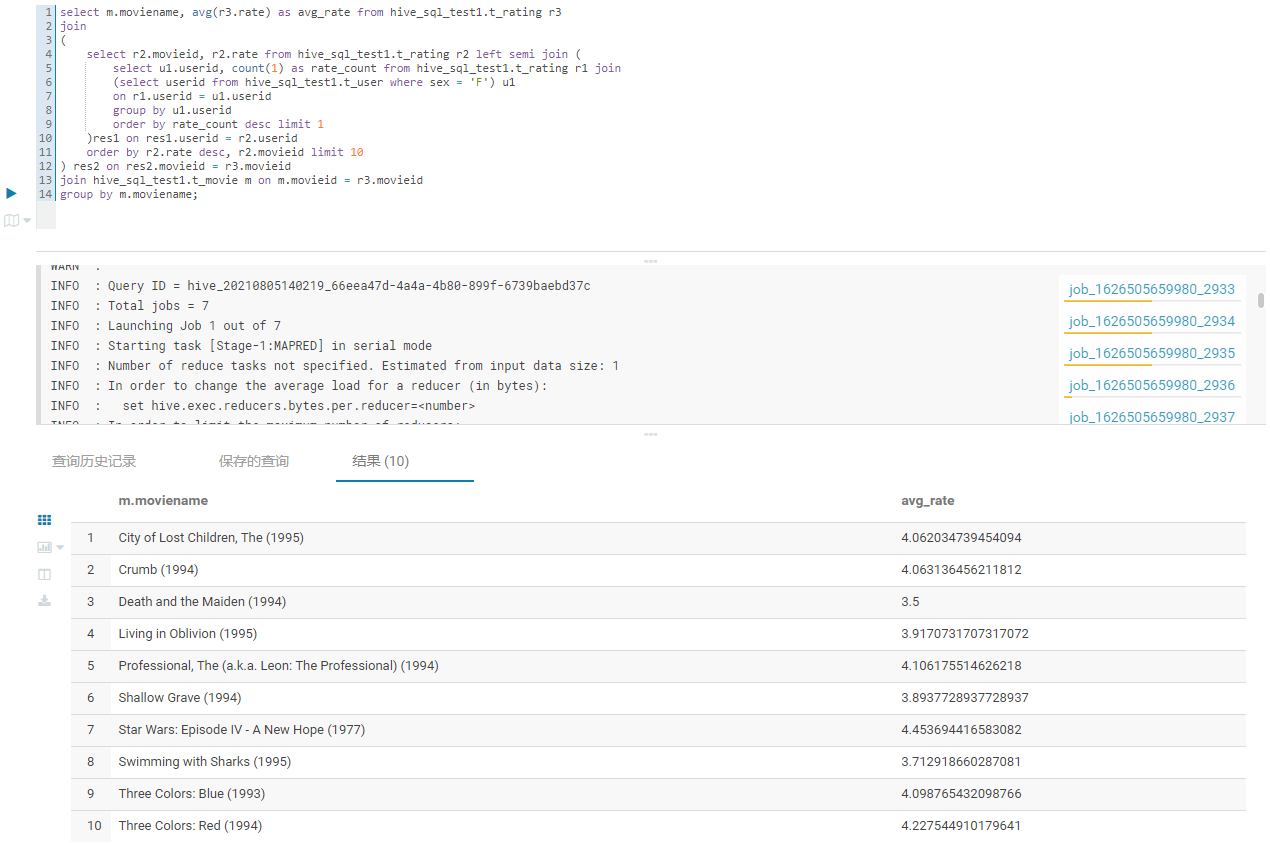 1 select m.moviename, avg(r3.rate) as avg_rate from hive_sql_test1.t_rating r3
2 join
3 (
4     select r2.movieid, r2.rate from hive_sql_test1.t_rating r2 left semi join (
5         select u1.userid, count(1) as rate_count from hive_sql_test1.t_rating r1 join
6         (select userid from hive_sql_test1.t_user where sex = 'F') u1
7         on r1.userid = u1.userid
8         group by u1.userid
9         order by rate_count desc limit 1
10     )res1 on res1.userid = r2.userid
11     order by r2.rate desc, r2.movieid limit 10
12 ) res2 on res2.movieid = r3.movieid
13 join hive_sql_test1.t_movie m on m.movieid = r3.movieid
14 group by m.moviename;
WARN  :
INFO  : Query ID = hive_20210805140219_66eea47d-4a4a-4b80-899f-6739baebd37c
INFO  : Total jobs = 7
INFO  : Launching Job 1 out of 7
INFO  : Starting task [Stage-1:MAPRED] in serial mode
INFO  : Number of reduce tasks not specified. Estimated from input data size: 1
INFO  : In order to change the average load for a reducer (in bytes):
INFO  :   set hive.exec.reducers.bytes.per.reducer=<number>
INFO  : In order to limit the maximum number of reducers:
job_1626505659980_2933
job_1626505659980_2934
job_1626505659980_2935
job_1626505659980_2936
job_1626505659980_2937
查询历史记录 保存的查询 结果 (10)
m.moviename avg_rate
1 City of Lost Children, The (1995) 4.062034739454094
2 Crumb (1994) 4.063136456211812
3 Death and the Maiden (1994) 3.5
4 Living in Oblivion (1995) 3.9170731707317072
5 Professional, The (a.k.a. Leon: The Professional) (1994) 4.106175514626218
6 Shallow Grave (1994) 3.8937728937728937
7 Star Wars: Episode IV - A New Hope (1977) 4.453694416583082
8 Swimming with Sharks (1995) 3.712918660287081
9 Three Colors: Blue (1993) 4.098765432098766
10 Three Colors: Red (1994) 4.227544910179641